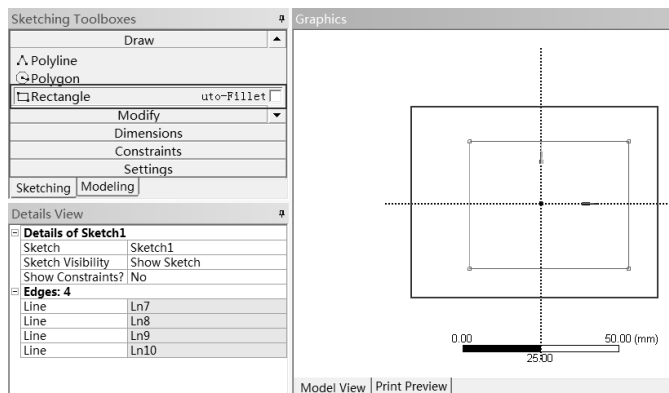 Sketching Toolboxes
Draw
Polyline
Polygon
Rectangle uto-Fillet
Modify
Dimensions
Constraints
Settings
Sketching Modeling
Details View
Details of Sketch1
Sketch Sketch1
Sketch Visibility Show Sketch
Show Constraints? No
Edges: 4
Line Ln7
Line Ln8
Line Ln9
Line Ln10
Graphics
0.00 50.00 (mm)
25.00
Model View Print Preview